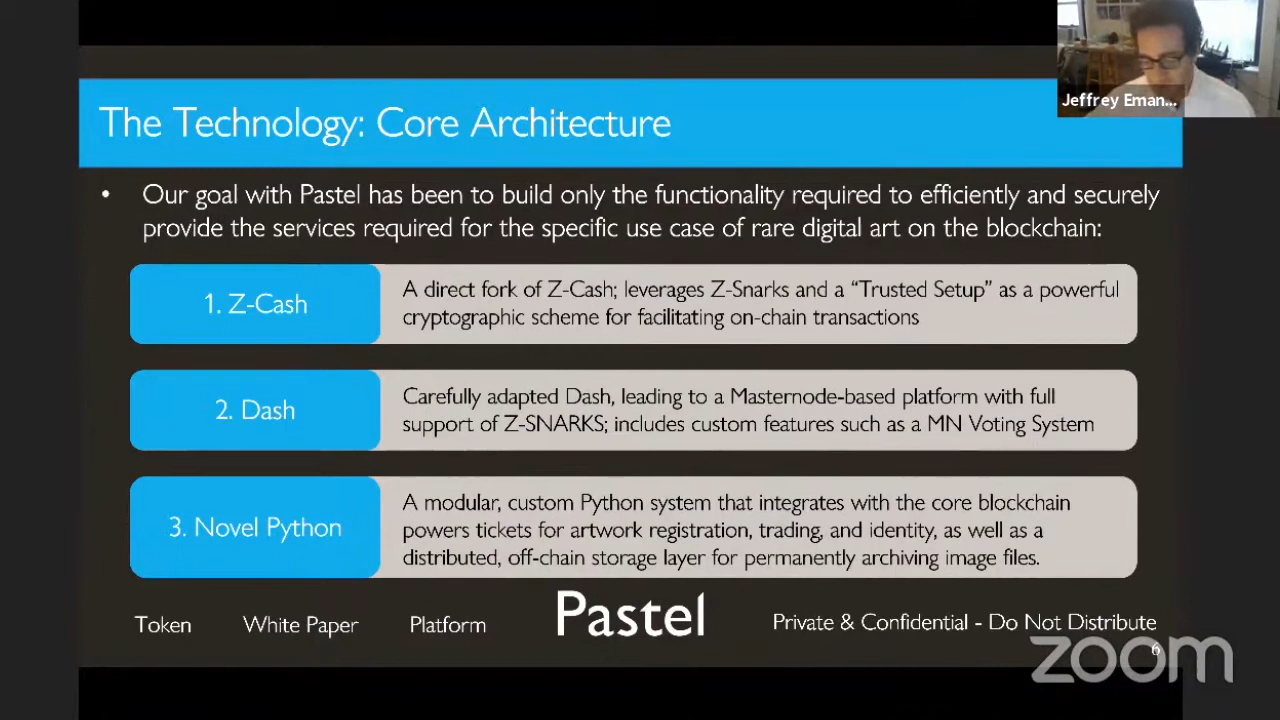 The Technology: Core Architecture
Jeffrey Eman...
• Our goal with Pastel has been to build only the functionality required to efficiently and securely
provide the services required for the specific use case of rare digital art on the blockchain:
1. Z-Cash
A direct fork of Z-Cash; leverages Z-Snarks and a “Trusted Setup” as a powerful
cryptographic scheme for facilitating on-chain transactions
2. Dash
Carefully adapted Dash, leading to a Masternode-based platform with full
support of Z-SNARKS; includes custom features such as a MN Voting System
3. Novel Python
A modular, custom Python system that integrates with the core blockchain
powers tickets for artwork registration, trading, and identity, as well as a
distributed, off-chain storage layer for permanently archiving image files.
Token White Paper Platform Pastel Private & Confidential - Do Not Distribute
6
zoom